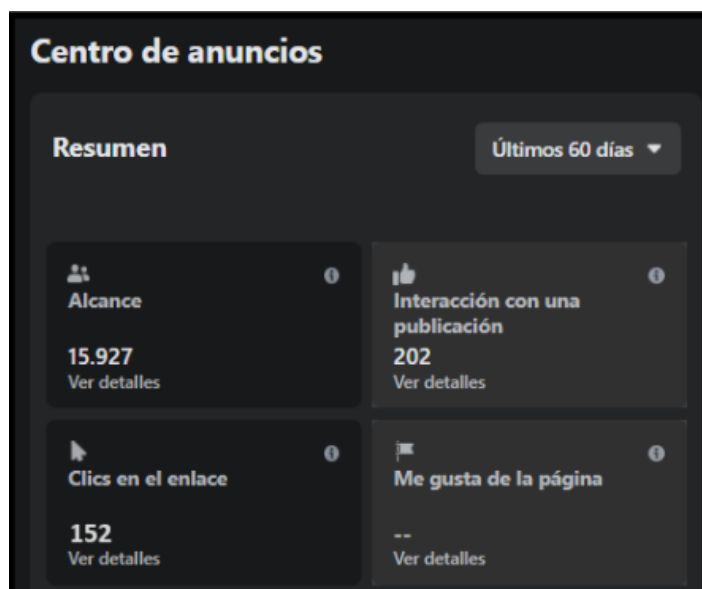 Centro de anuncios
Resumen
Últimos 60 días
Alcance
15.927
Ver detalles
Interacción con una
publicación
202
Ver detalles
Clics en el enlace
152
Ver detalles
Me gusta de la página
--
Ver detalles